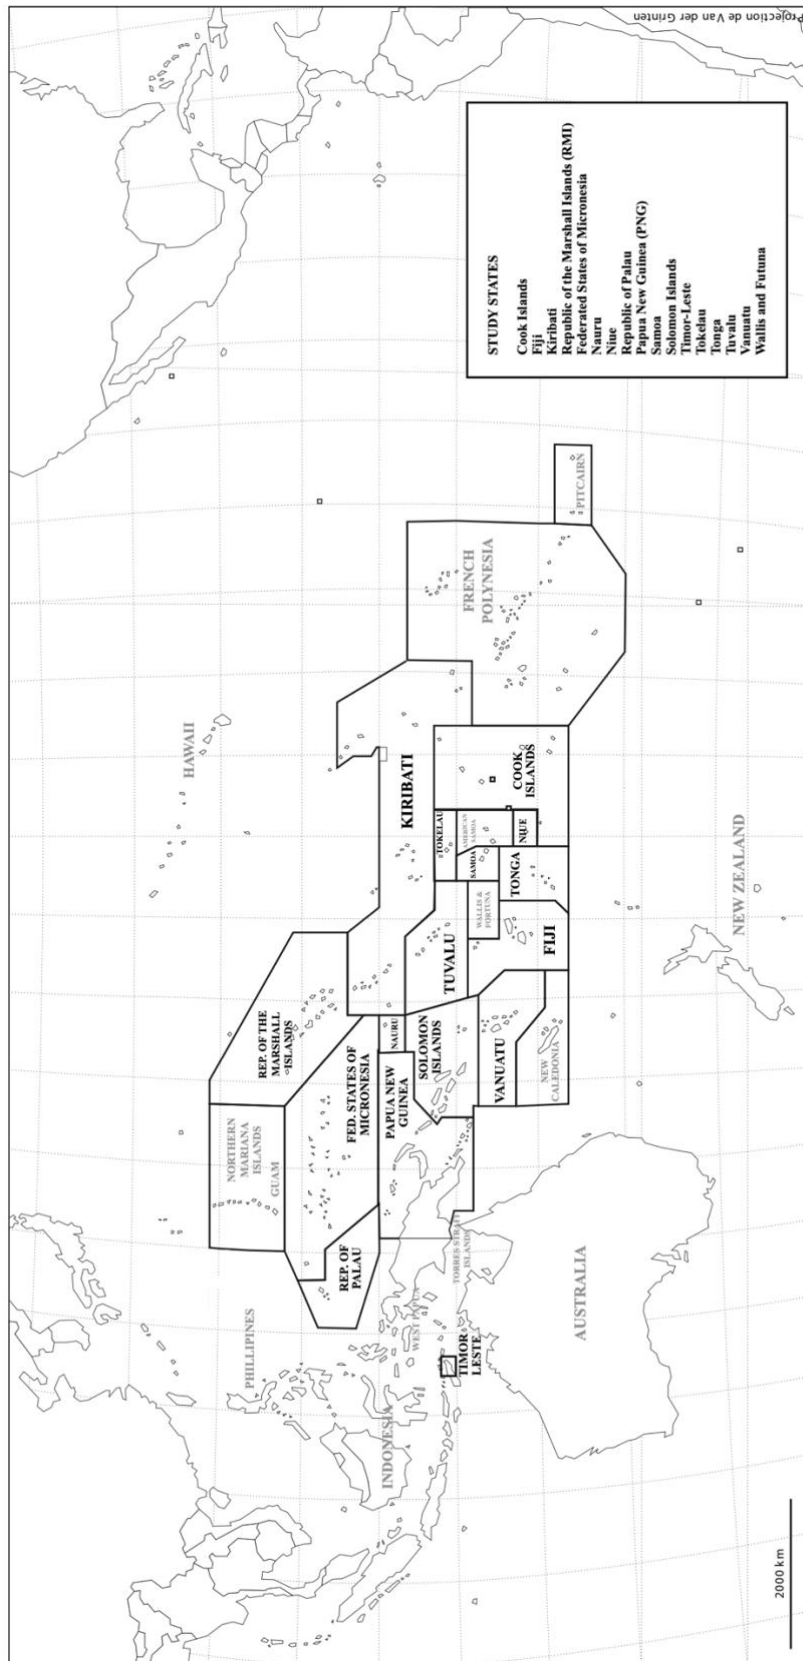 HAWAII
PHILLIPINES
NORTHERN
MARIANA
ISLANDS
GUAM
REP. OF THE
MARSHALL
ISLANDS
FED. STATES OF
MICRONESIA
REP. OF
PALAU
KIRIBATI
NAURU
PAPUA NEW
GUINEA
INDONESIA
WEST PAPUA
TORRES STRAIT
ISLANDS
TIMOR
LESTE
SOLOMON
ISLANDS
TUVALU
TOKELAU
SAMOA
AMERICAN
SAMOA
WALLIS &
FORTUNA
VANUATU
FIJI
TONGA
NIUE
COOK
ISLANDS
FRENCH
POLYNESIA
PITCAIRN
NEW
CALEDONIA
AUSTRALIA
NEW ZEALAND
STUDY STATES
Cook Islands
Fiji
Kiribati
Republic of the Marshall Islands (RMI)
Federated States of Micronesia
Nauru
Niue
Republic of Palau
Papua New Guinea (PNG)
Samoa
Solomon Islands
Timor-Leste
Tokelau
Tonga
Tuvalu
Vanuatu
Wallis and Futuna
2000 km
Projection de Van der Grinten